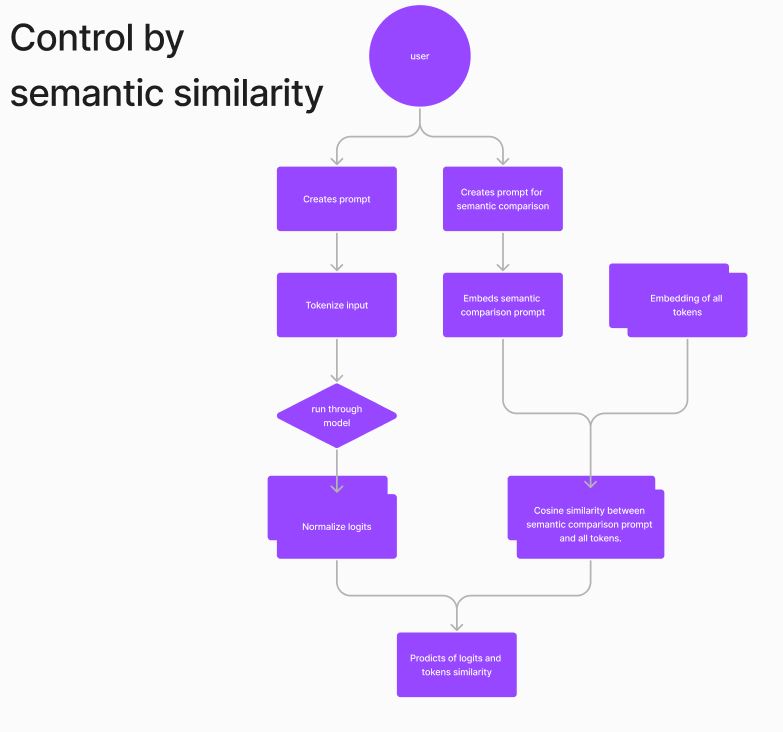 Control by
semantic similarity
user
Creates prompt
Creates prompt for
semantic comparison
Tokenize input
Embeds semantic
comparison prompt
Embedding of all
tokens
run through
model
Normalize logits
Cosine similarity between
semantic comparison prompt
and all tokens.
Prodicts of logits and
tokens similarity